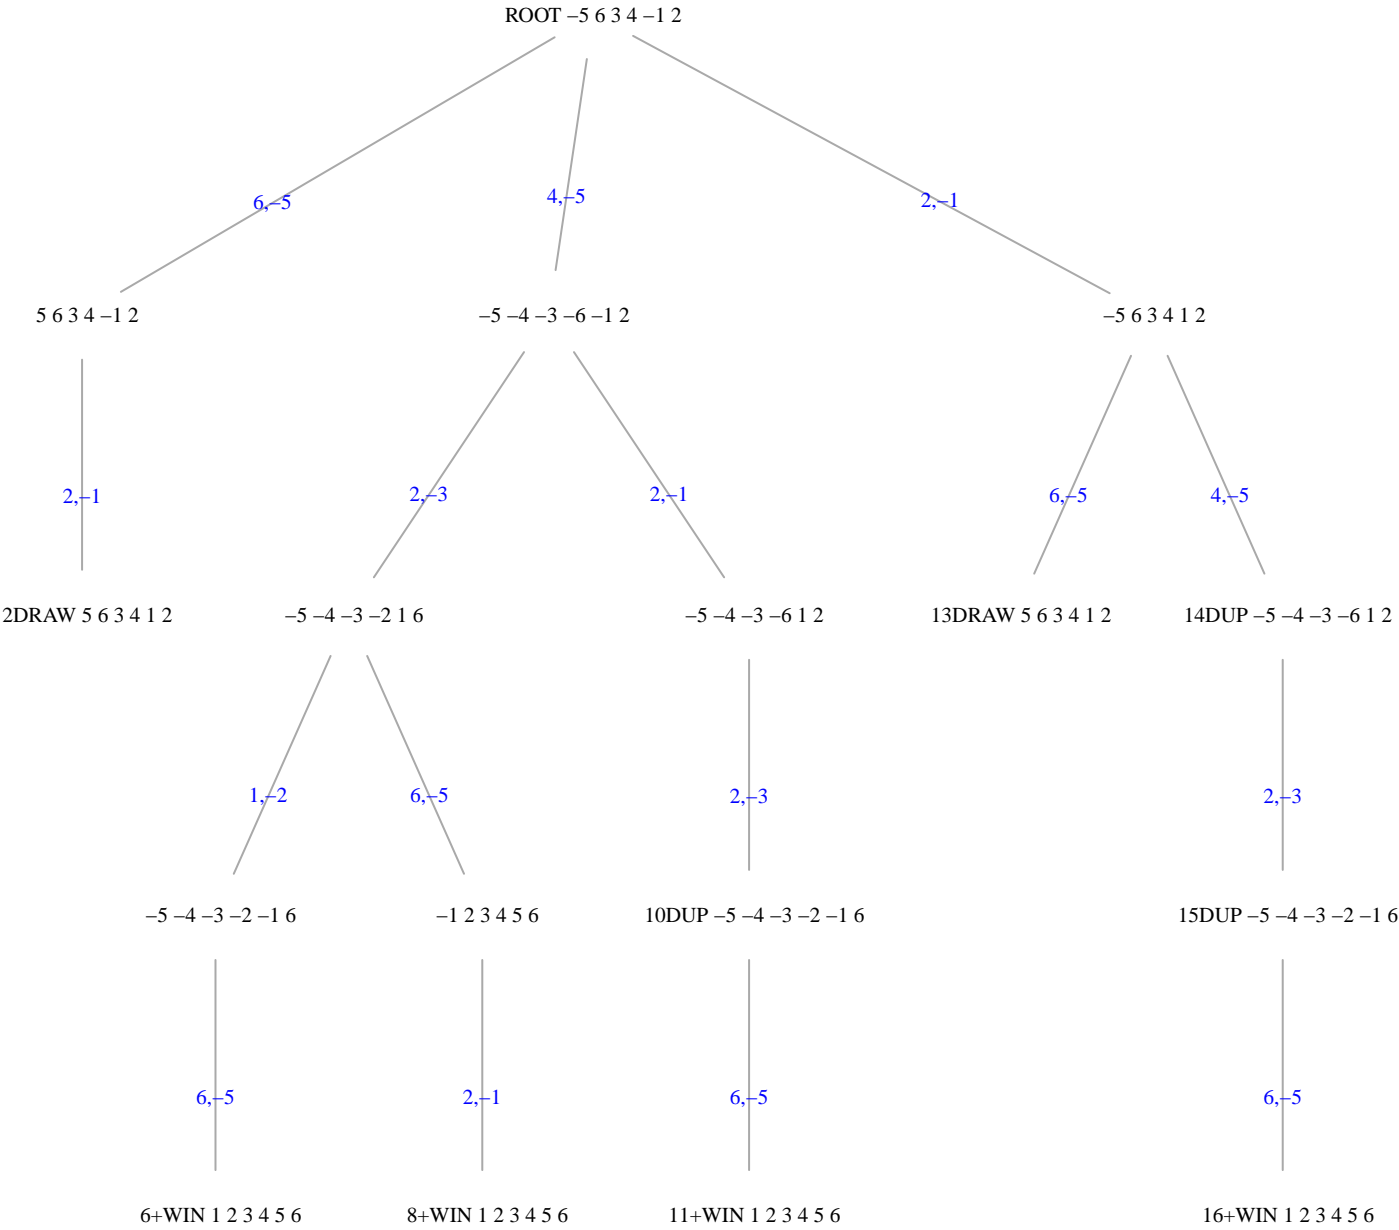 ROOT –5 6 3 4 –1 2
6,–5
4,–5
2,–1
5 6 3 4 –1 2
–5 –4 –3 –6 –1 2
–5 6 3 4 1 2
2,–1
2,–3
2,–1
6,–5
4,–5
2DRAW 5 6 3 4 1 2
–5 –4 –3 –2 1 6
–5 –4 –3 –6 1 2
13DRAW 5 6 3 4 1 2
14DUP –5 –4 –3 –6 1 2
1,–2
6,–5
2,–3
2,–3
–5 –4 –3 –2 –1 6
–1 2 3 4 5 6
10DUP –5 –4 –3 –2 –1 6
15DUP –5 –4 –3 –2 –1 6
6,–5
2,–1
6,–5
6,–5
6+WIN 1 2 3 4 5 6
8+WIN 1 2 3 4 5 6
11+WIN 1 2 3 4 5 6
16+WIN 1 2 3 4 5 6